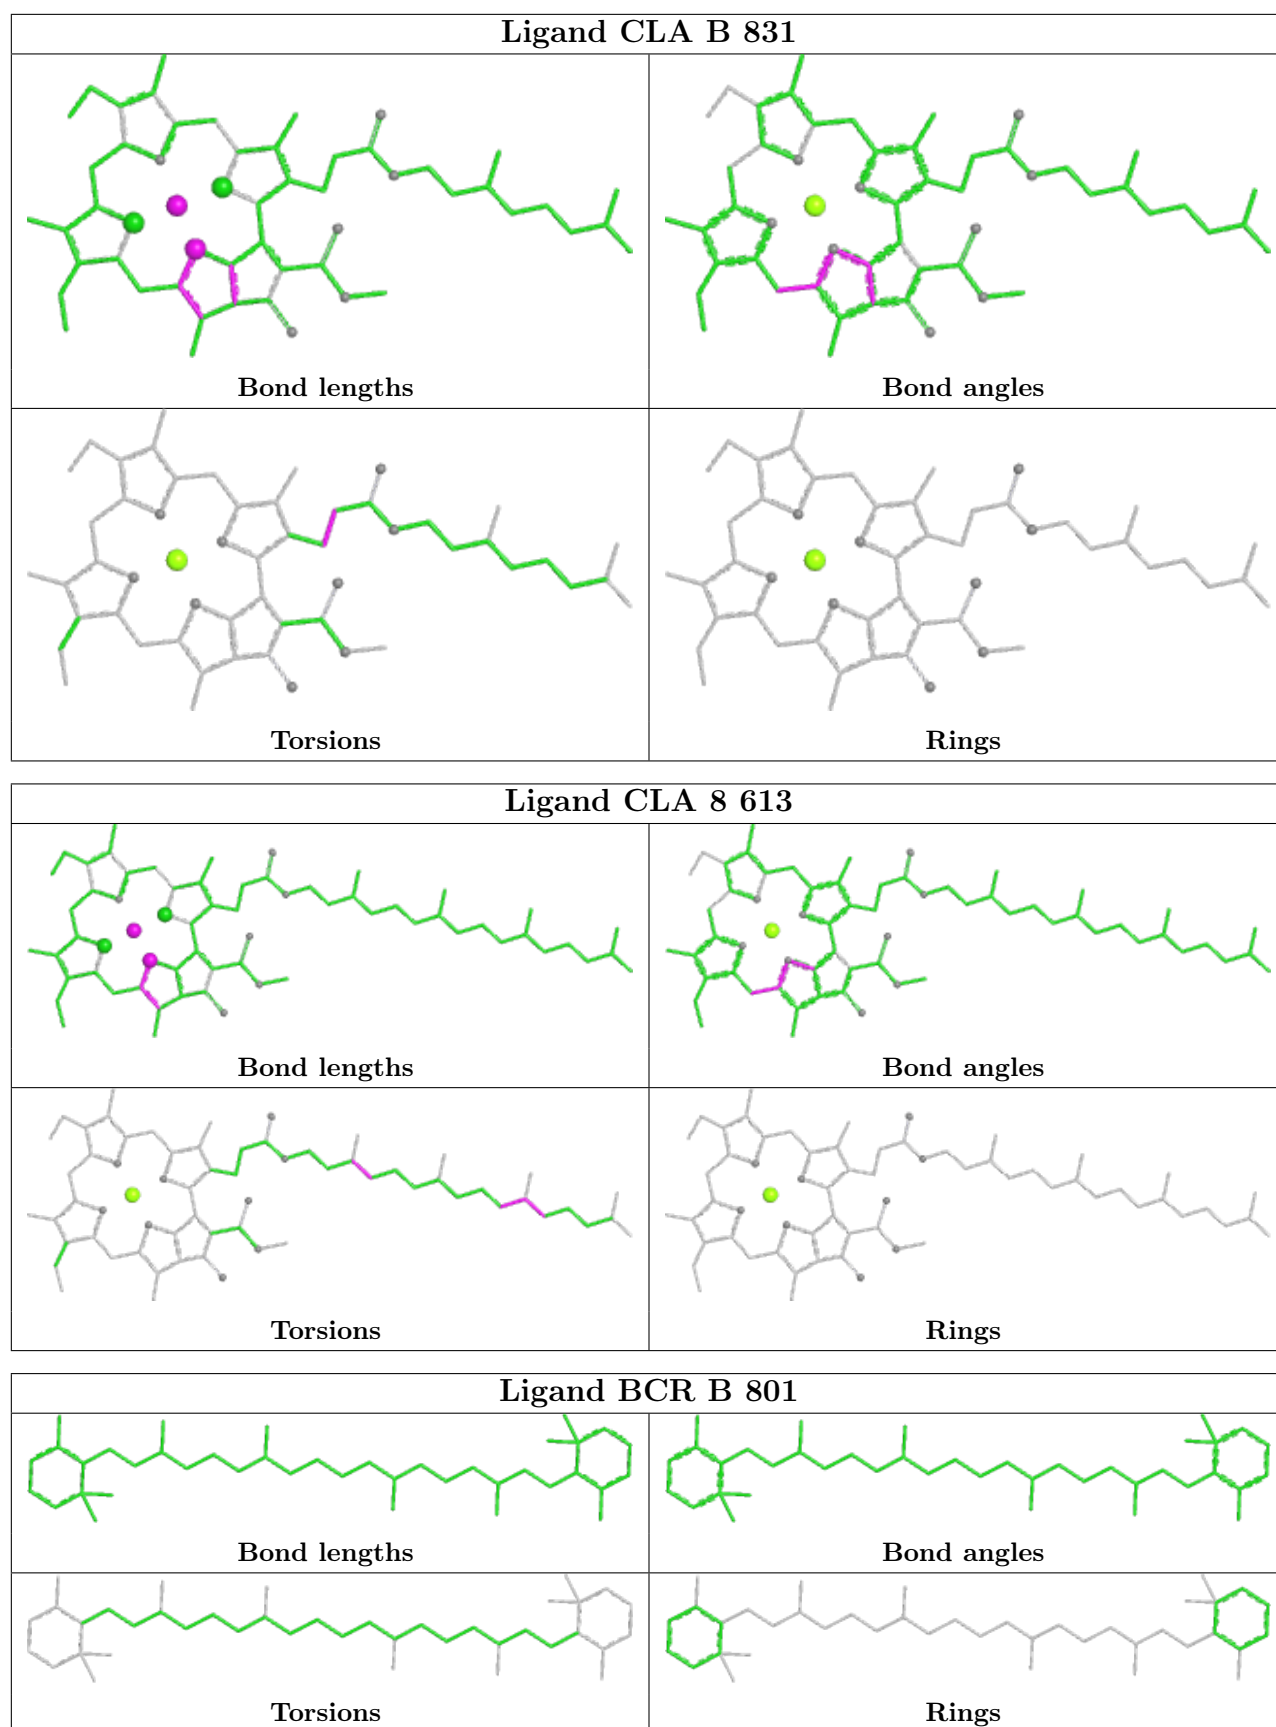 Ligand CLA B 831
Bond lengths
Bond angles
Torsions
Rings
Ligand CLA 8 613
Bond lengths
Bond angles
Torsions
Rings
Ligand BCR B 801
Bond lengths
Bond angles
Torsions
Rings